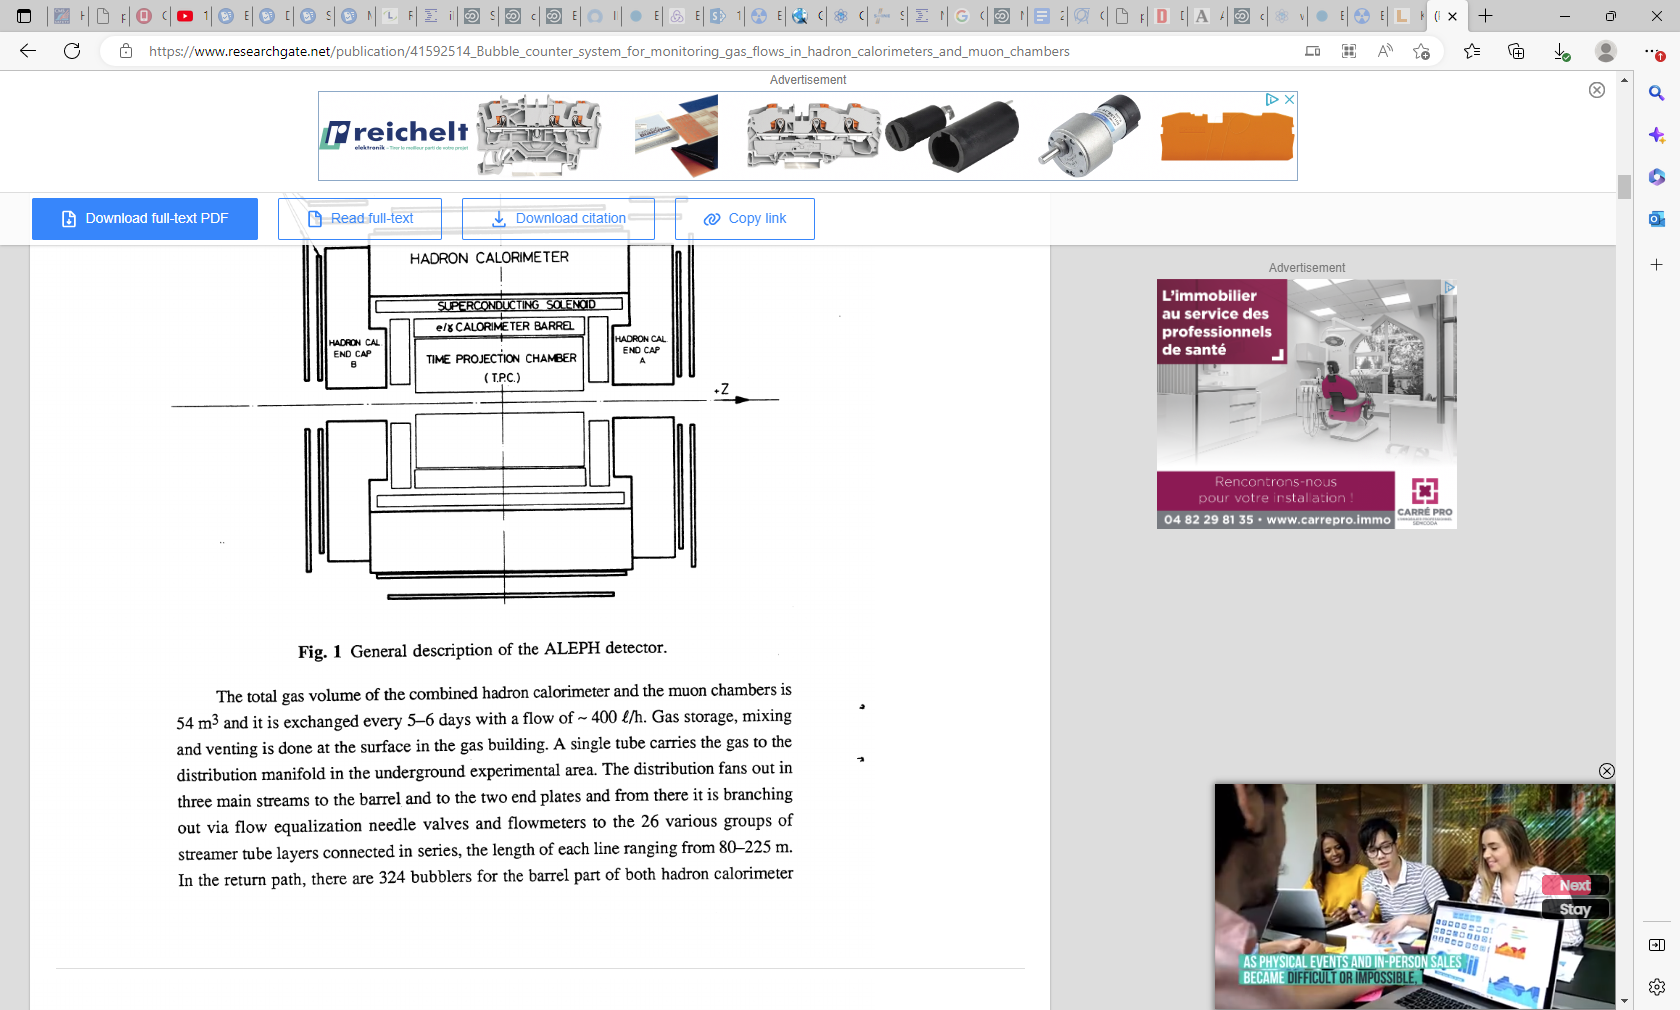 https://www.researchgate.net/publication/41592514_Bubble_counter_system_for_monitoring_gas_flows_in_hadron_calorimeters_and_muon_chambers
Advertisement
reichelt
elektronik – Pour le meilleur parti de votre projet
Download full-text PDF
Read full-text
Download citation
Copy link
HADRON CALORIMETER
SUPERCONDUCTING SOLENOID
e/γ CALORIMETER BARREL
HADRON CAL
END CAP
B
TIME PROJECTION CHAMBER
(T.P.C.)
HADRON CAL.
END CAP
A
+Z
Fig. 1 General description of the ALEPH detector.
The total gas volume of the combined hadron calorimeter and the muon chambers is
54 m³ and it is exchanged every 5–6 days with a flow of ~ 400 ℓ/h. Gas storage, mixing
and venting is done at the surface in the gas building. A single tube carries the gas to the
distribution manifold in the underground experimental area. The distribution fans out in
three main streams to the barrel and to the two end plates and from there it is branching
out via flow equalization needle valves and flowmeters to the 26 various groups of
streamer tube layers connected in series, the length of each line ranging from 80–225 m.
In the return path, there are 324 bubblers for the barrel part of both hadron calorimeter
Advertisement
L'immobilier
au service des
professionnels
de santé
Rencontrons-nous
pour votre installation !
04 82 29 81 35 • www.carrepro.immo
CARRÉ PRO
SEMCODA
Next
Stay
AS PHYSICAL EVENTS AND IN-PERSON SALES
BECAME DIFFICULT OR IMPOSSIBLE,